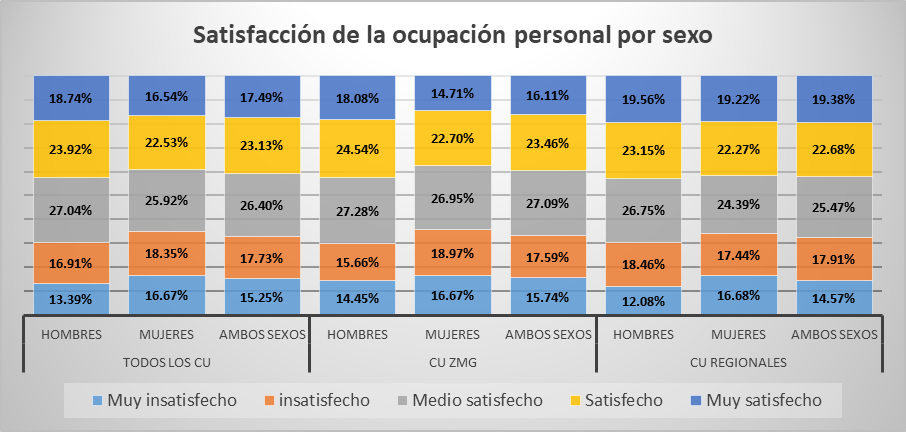 Satisfacción de la ocupación personal por sexo
18.74% 16.54% 17.49% 18.08% 14.71% 16.11% 19.56% 19.22% 19.38%
23.92% 22.53% 23.13% 24.54% 22.70% 23.46% 23.15% 22.27% 22.68%
27.04% 25.92% 26.40% 27.28% 26.95% 27.09% 26.75% 24.39% 25.47%
16.91% 18.35% 17.73% 15.66% 18.97% 17.59% 18.46% 17.44% 17.91%
13.39% 16.67% 15.25% 14.45% 16.67% 15.74% 12.08% 16.68% 14.57%
HOMBRES MUJERES AMBOS SEXOS HOMBRES MUJERES AMBOS SEXOS HOMBRES MUJERES AMBOS SEXOS
TODOS LOS CU CU ZMG CU REGIONALES
Muy insatisfecho insatisfecho Medio satisfecho Satisfecho Muy satisfecho